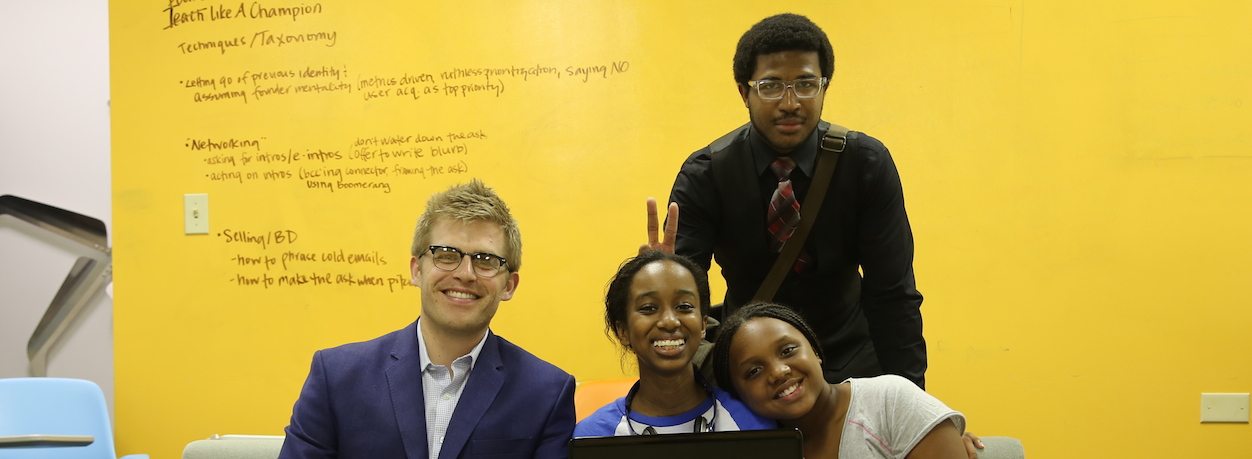 Teach Like A Champion
Techniques/Taxonomy
• Letting go of previous identity: (metrics driven, ruthless prioritization, saying NO
assuming founder mentality user acq. as top priority)
• "Networking" don't water down the ask
• asking for intros/e-intros (offer to write blurb)
• acting on intros (bcc'ing connector, firming the ask)
using boomerang
• Selling/BD
- how to phrase cold emails
- how to make the ask when